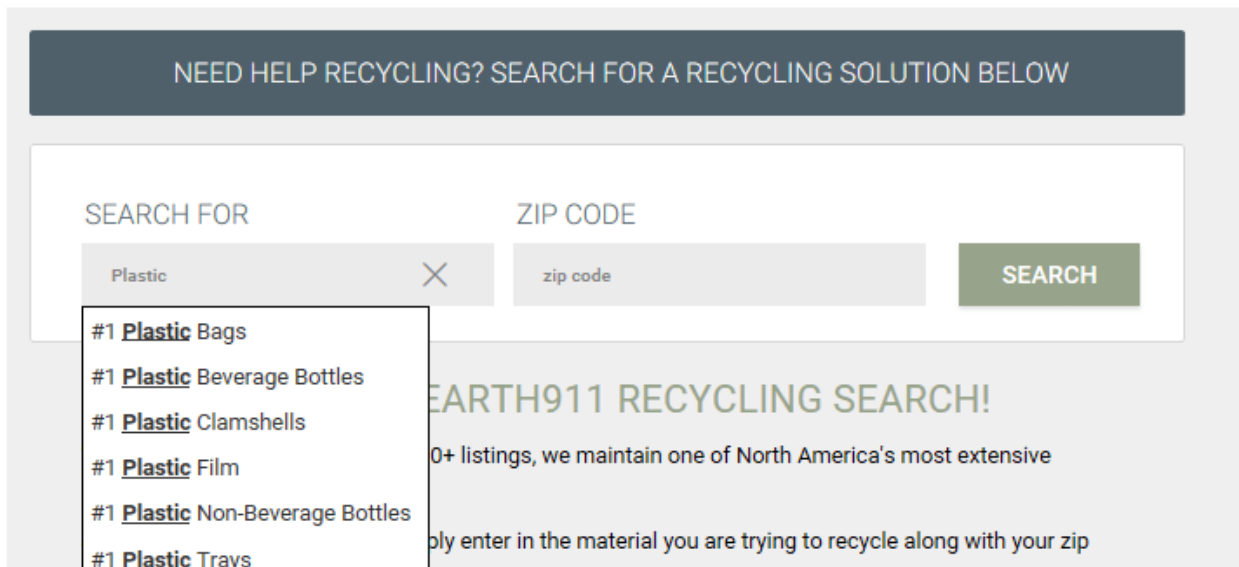 NEED HELP RECYCLING? SEARCH FOR A RECYCLING SOLUTION BELOW
SEARCH FOR
ZIP CODE
Plastic
zip code
SEARCH
#1 Plastic Bags
#1 Plastic Beverage Bottles
#1 Plastic Clamshells
#1 Plastic Film
#1 Plastic Non-Beverage Bottles
#1 Plastic Trays
EARTH911 RECYCLING SEARCH!
0+ listings, we maintain one of North America's most extensive
ply enter in the material you are trying to recycle along with your zip